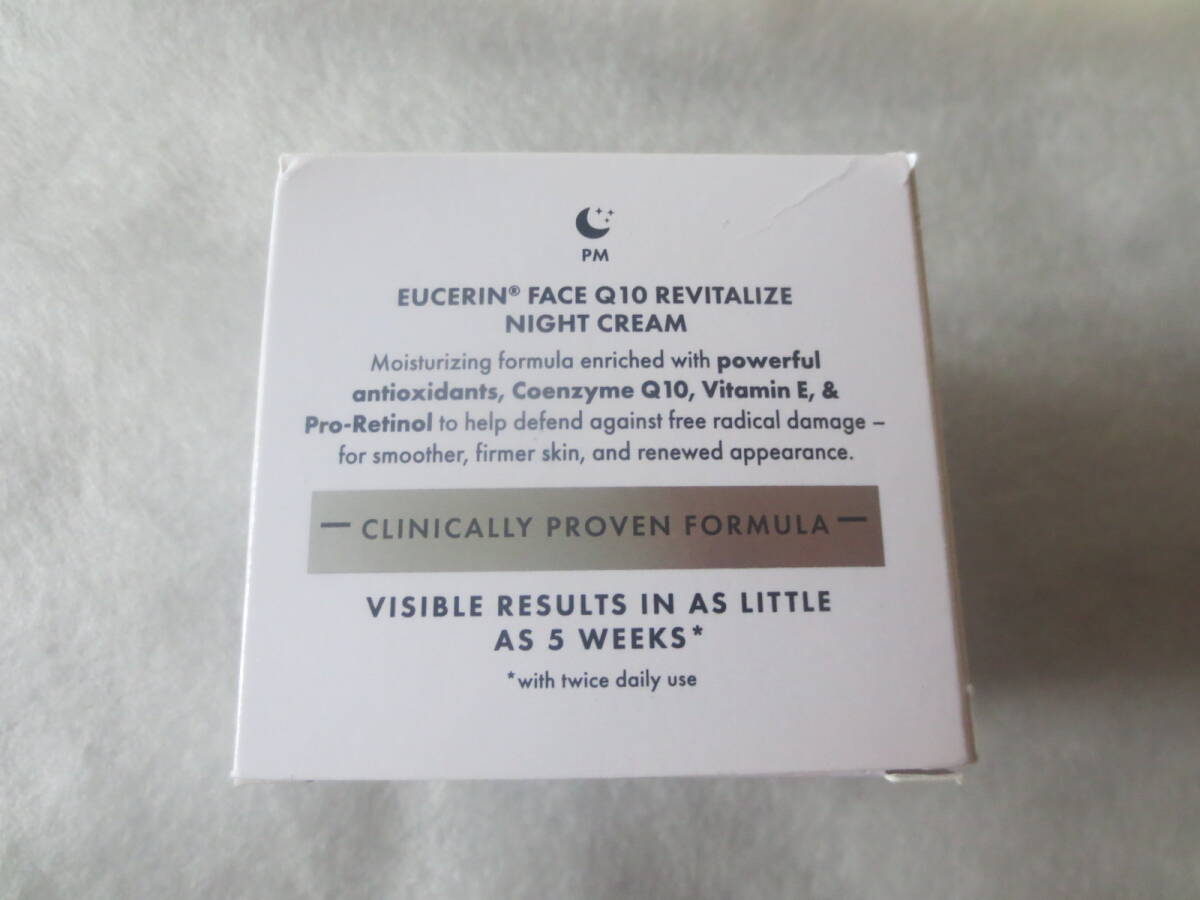 PM
EUCERIN® FACE Q10 REVITALIZE
NIGHT CREAM
Moisturizing formula enriched with powerful
antioxidants, Coenzyme Q10, Vitamin E, &
Pro-Retinol to help defend against free radical damage –
for smoother, firmer skin, and renewed appearance.
— CLINICALLY PROVEN FORMULA —
VISIBLE RESULTS IN AS LITTLE
AS 5 WEEKS*
*with twice daily use